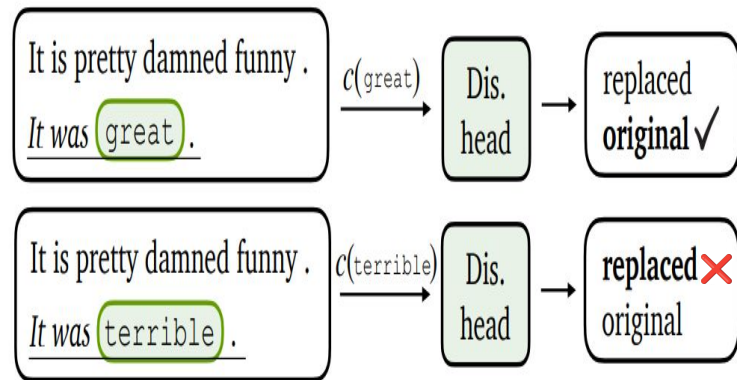 It is pretty damned funny .
It was great .
c(great)
Dis.
head
replaced
original ✓
It is pretty damned funny .
It was terrible .
c(terrible)
Dis.
head
replaced ❌
original